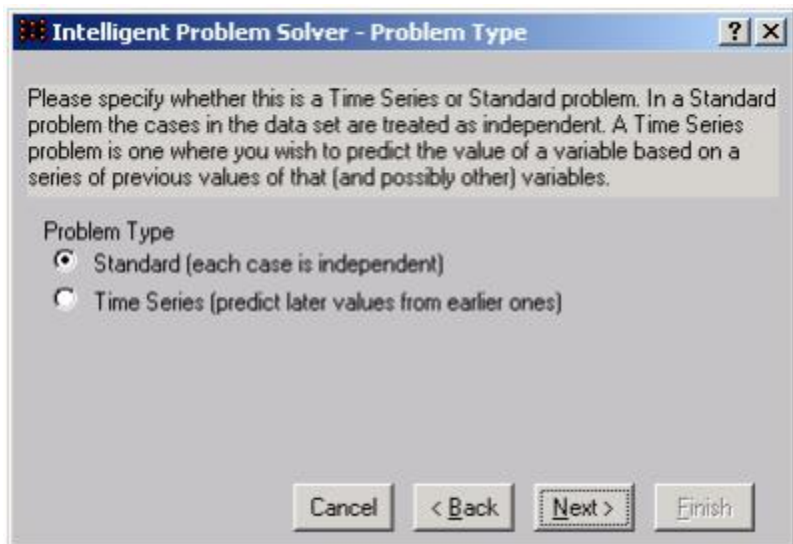 Intelligent Problem Solver - Problem Type
Please specify whether this is a Time Series or Standard problem. In a Standard
problem the cases in the data set are treated as independent. A Time Series
problem is one where you wish to predict the value of a variable based on a
series of previous values of that (and possibly other) variables.
Problem Type
Standard (each case is independent)
Time Series (predict later values from earlier ones)
Cancel < Back Next > Finish